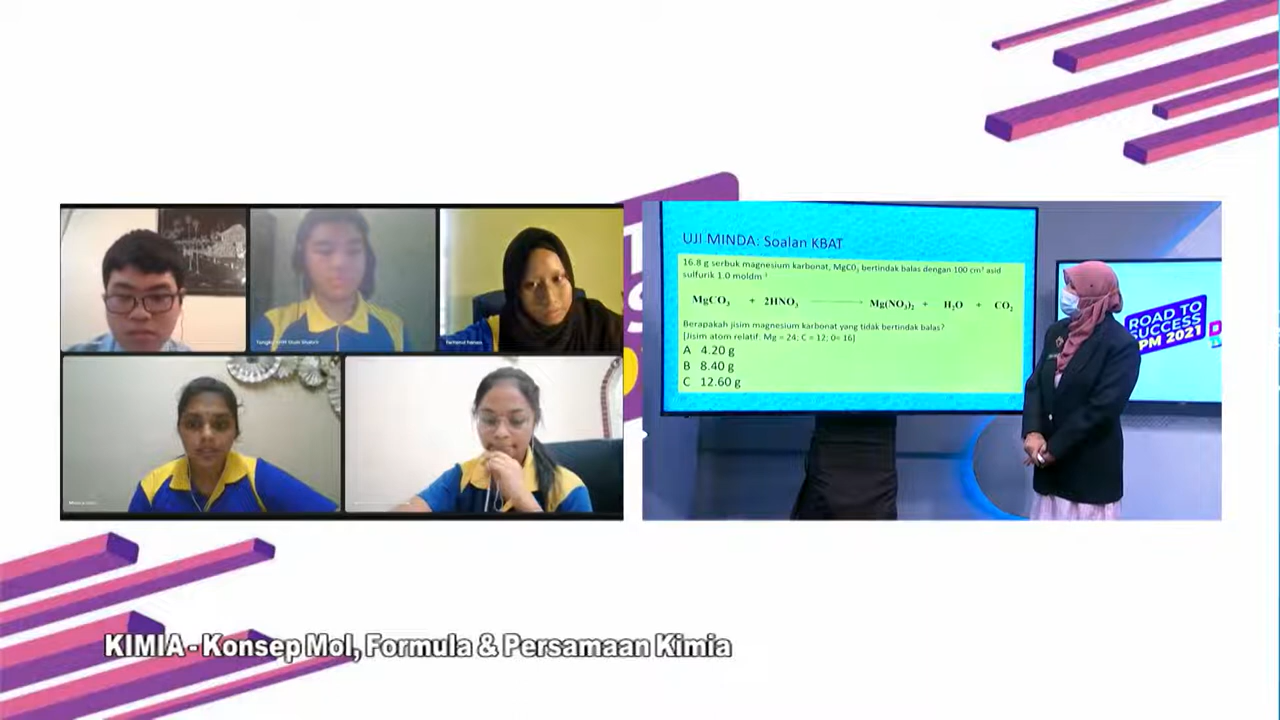 UJI MINDA: Soalan KBAT
16.8 g serbuk magnesium karbonat, MgCO₃ bertindak balas dengan 100 cm³ asid
sulfurik 1.0 moldm⁻³
MgCO₃ + 2HNO₃ → Mg(NO₃)₂ + H₂O + CO₂
Berapakah jisim magnesium karbonat yang tidak bertindak balas?
[Jisim atom relatif: Mg = 24; C = 12; O= 16]
A 4.20 g
B 8.40 g
C 12.60 g
ROAD TO
SUCCESS
PM 2021
KIMIA - Konsep Mol, Formula & Persamaan Kimia